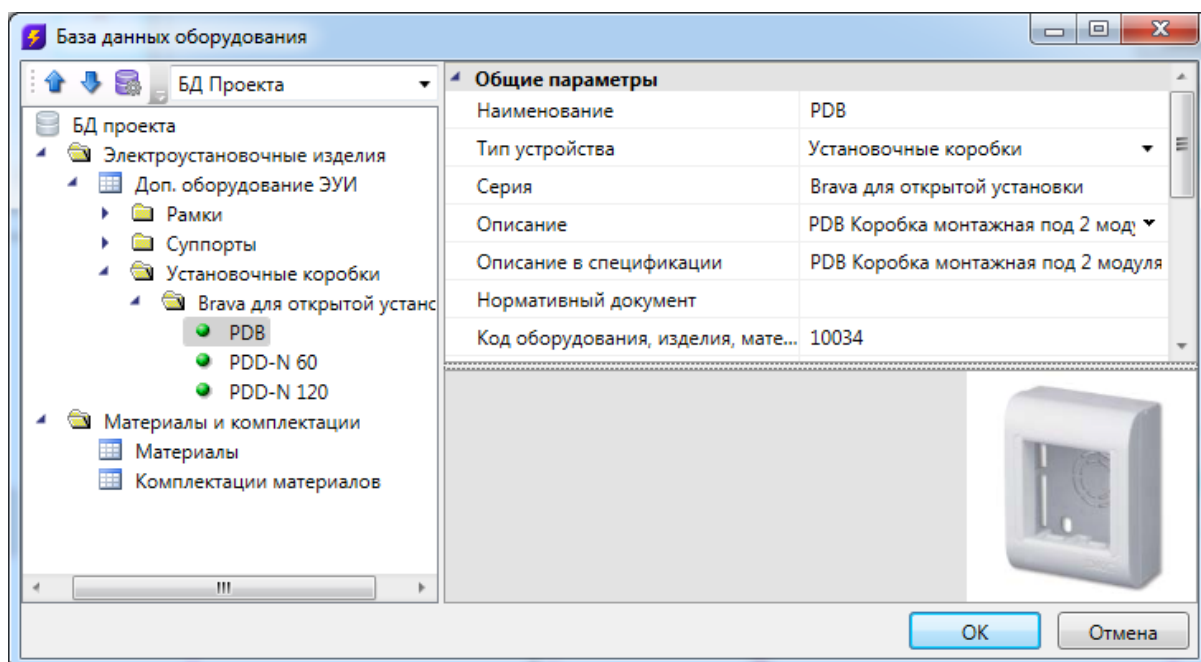 База данных оборудования
БД Проекта
БД проекта
Электроустановочные изделия
Доп. оборудование ЭУИ
Рамки
Суппорты
Установочные коробки
Brava для открытой устанс
PDB
PDD-N 60
PDD-N 120
Материалы и комплектации
Материалы
Комплектации материалов
Общие параметры
Наименование PDB
Тип устройства Установочные коробки
Серия Brava для открытой установки
Описание PDB Коробка монтажная под 2 моду
Описание в спецификации PDB Коробка монтажная под 2 модуля
Нормативный документ
Код оборудования, изделия, мате... 10034
OK Отмена